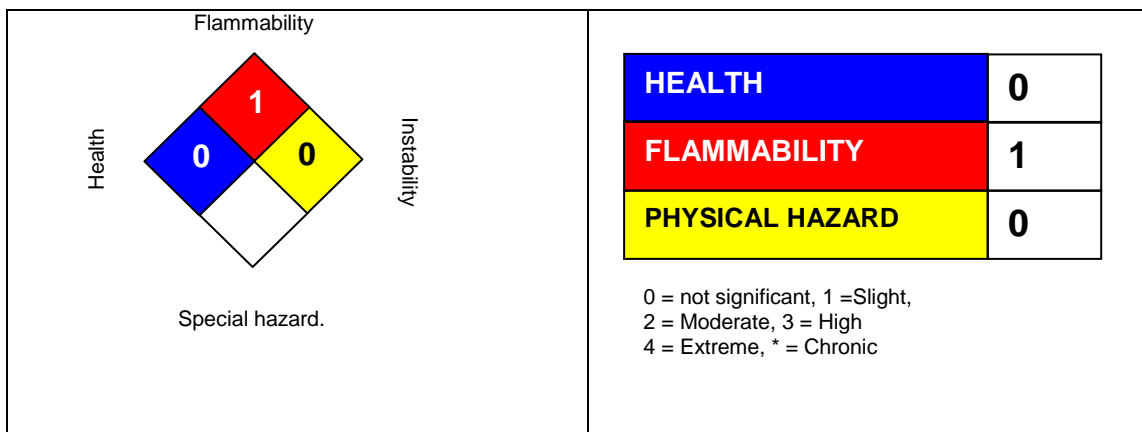 Flammability
1
Health
0
0
Instability
Special hazard.
HEALTH 0
FLAMMABILITY 1
PHYSICAL HAZARD 0
0 = not significant, 1 =Slight,
2 = Moderate, 3 = High
4 = Extreme, * = Chronic